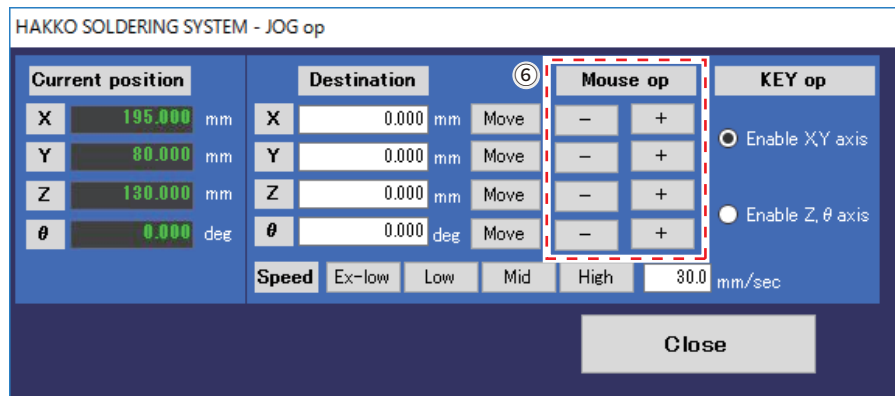 HAKKO SOLDERING SYSTEM - JOG op
Current position Destination ⑥ Mouse op KEY op
X 195.000 mm X 0.000 mm Move − + Enable X,Y axis
Y 80.000 mm Y 0.000 mm Move − +
Z 130.000 mm Z 0.000 mm Move − + Enable Z, θ axis
θ 0.000 deg θ 0.000 deg Move − +
Speed Ex-low Low Mid High 30.0 mm/sec
Close